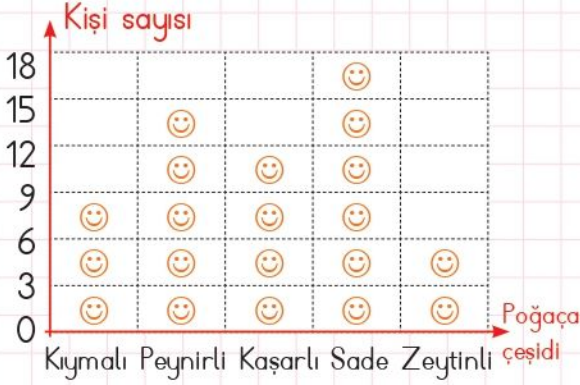 Kişi sayısı
18
15
12
9
6
3
0
Kıymalı Peynirli Kaşarlı Sade Zeytinli
Poğaça
çeşidi